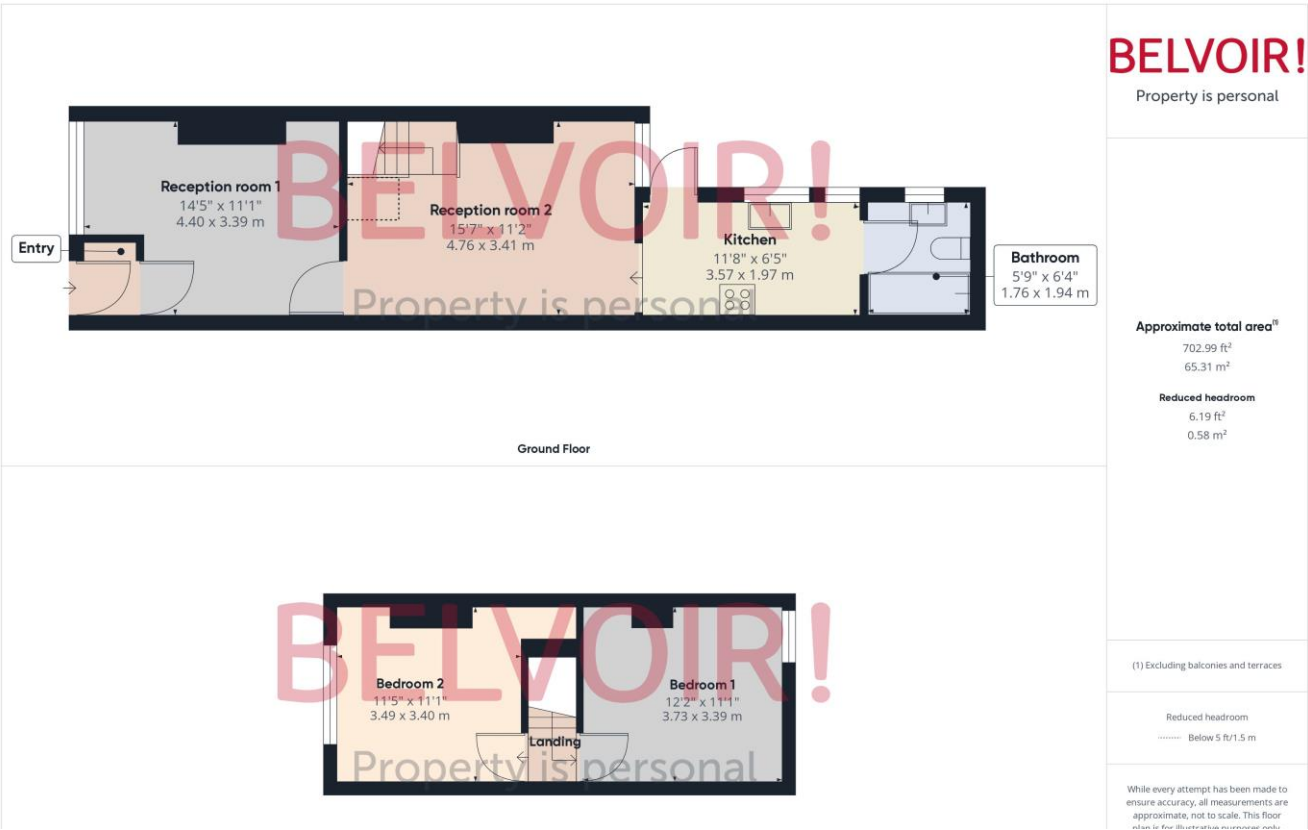 BELVOIR!
Property is personal
Reception room 1
14'5" x 11'1"
4.40 x 3.39 m
Reception room 2
15'7" x 11'2"
4.76 x 3.41 m
Kitchen
11'8" x 6'5"
3.57 x 1.97 m
Entry
Bathroom
5'9" x 6'4"
1.76 x 1.94 m
BELVOIR!
Property is personal
Ground Floor
Approximate total area(1)
702.99 ft²
65.31 m²
Reduced headroom
6.19 ft²
0.58 m²
BELVOIR!
Bedroom 2
11'5" x 11'1"
3.49 x 3.40 m
Bedroom 1
12'2" x 11'1"
3.73 x 3.39 m
Landing
Property is personal
(1) Excluding balconies and terraces
Reduced headroom
Below 5 ft/1.5 m
While every attempt has been made to
ensure accuracy, all measurements are
approximate, not to scale. This floor
plan is for illustrative purposes only